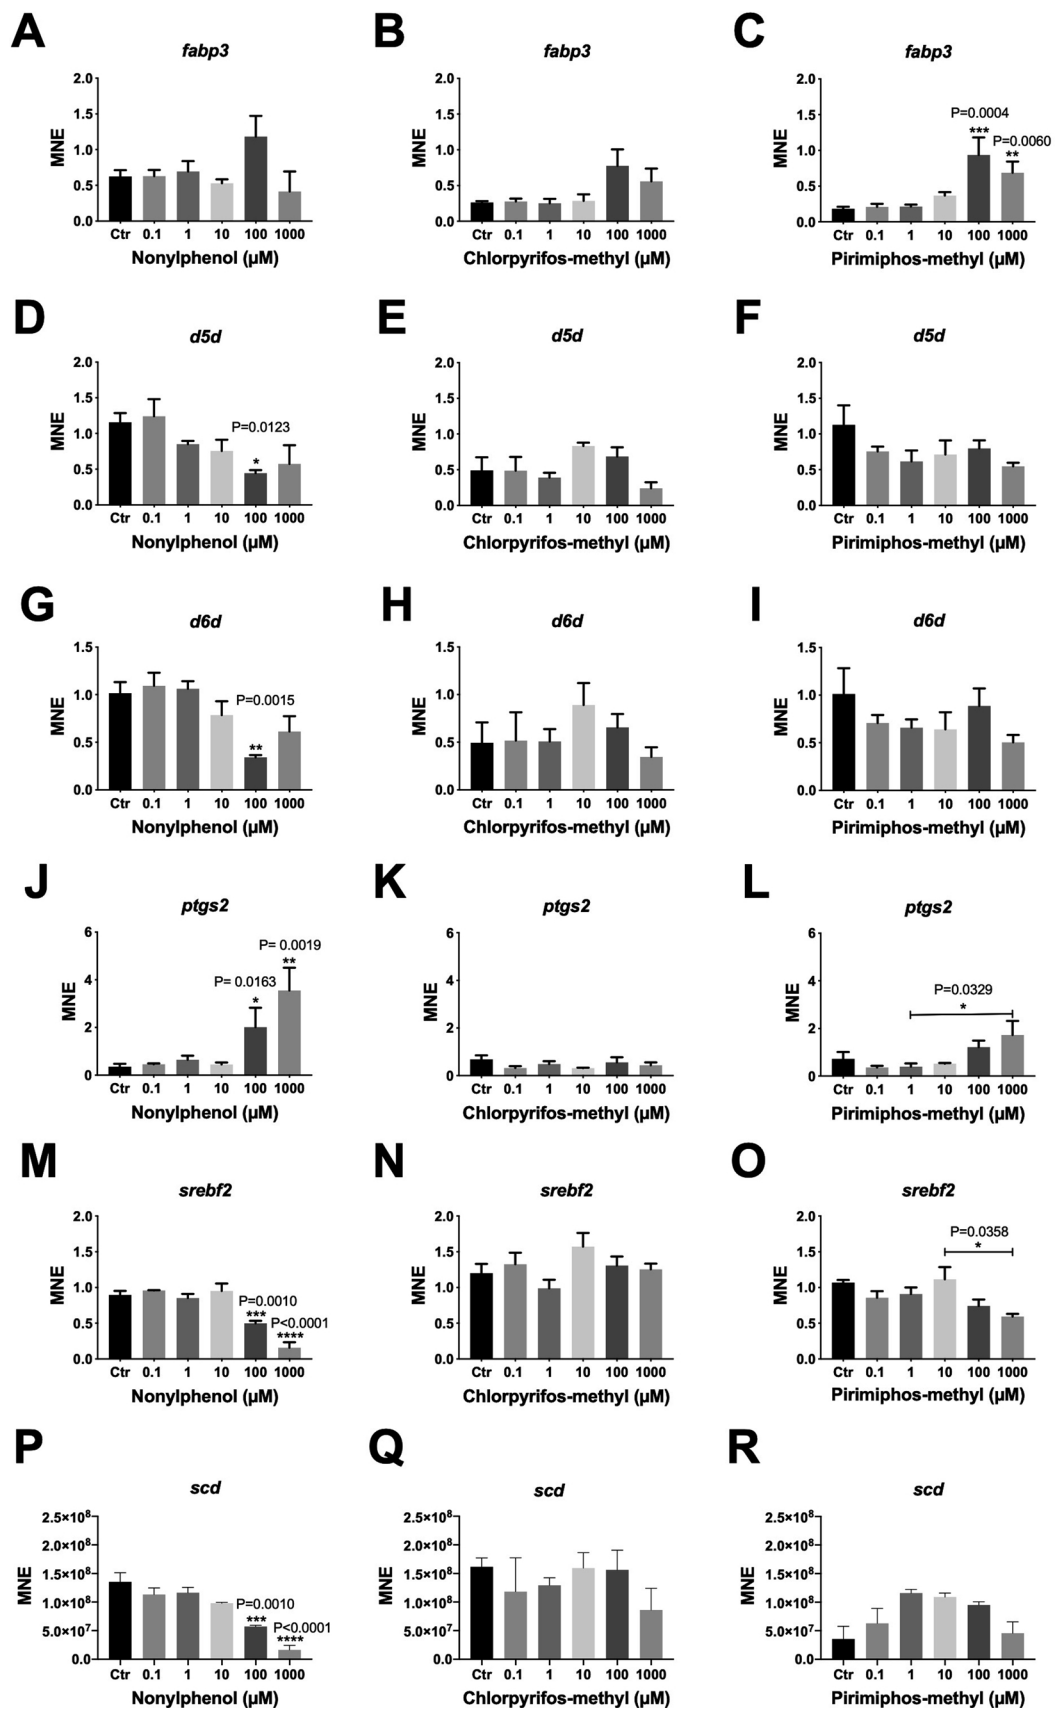 A
fabp3
MNE
2.0
1.5
1.0
0.5
0.0
Ctr 0.1 1 10 100 1000
Nonylphenol (µM)
B
fabp3
MNE
2.0
1.5
1.0
0.5
0.0
Ctr 0.1 1 10 100 1000
Chlorpyrifos-methyl (µM)
C
fabp3
MNE
2.0
1.5
1.0
0.5
0.0
P=0.0004
***
P=0.0060
**
Ctr 0.1 1 10 100 1000
Pirimiphos-methyl (µM)
D
d5d
MNE
2.0
1.5
1.0
0.5
0.0
P=0.0123
*
Ctr 0.1 1 10 100 1000
Nonylphenol (µM)
E
d5d
MNE
2.0
1.5
1.0
0.5
0.0
Ctr 0.1 1 10 100 1000
Chlorpyrifos-methyl (µM)
F
d5d
MNE
2.0
1.5
1.0
0.5
0.0
Ctr 0.1 1 10 100 1000
Pirimiphos-methyl (µM)
G
d6d
MNE
1.5
1.0
0.5
0.0
P=0.0015
**
Ctr 0.1 1 10 100 1000
Nonylphenol (µM)
H
d6d
MNE
1.5
1.0
0.5
0.0
Ctr 0.1 1 10 100 1000
Chlorpyrifos-methyl (µM)
I
d6d
MNE
1.5
1.0
0.5
0.0
Ctr 0.1 1 10 100 1000
Pirimiphos-methyl (µM)
J
ptgs2
MNE
6
4
2
0
P= 0.0019
**
P= 0.0163
*
Ctr 0.1 1 10 100 1000
Nonylphenol (µM)
K
ptgs2
MNE
6
4
2
0
Ctr 0.1 1 10 100 1000
Chlorpyrifos-methyl (µM)
L
ptgs2
MNE
6
4
2
0
P=0.0329
*
Ctr 0.1 1 10 100 1000
Pirimiphos-methyl (µM)
M
srebf2
MNE
2.0
1.5
1.0
0.5
0.0
P=0.0010
***
P<0.0001
****
Ctr 0.1 1 10 100 1000
Nonylphenol (µM)
N
srebf2
MNE
2.0
1.5
1.0
0.5
0.0
Ctr 0.1 1 10 100 1000
Chlorpyrifos-methyl (µM)
O
srebf2
MNE
2.0
1.5
1.0
0.5
0.0
P=0.0358
*
Ctr 0.1 1 10 100 1000
Pirimiphos-methyl (µM)
P
scd
MNE
2.5×10⁸
2.0×10⁸
1.5×10⁸
1.0×10⁸
5.0×10⁷
0.0
P=0.0010
***
P<0.0001
****
Ctr 0.1 1 10 100 1000
Nonylphenol (µM)
Q
scd
MNE
2.5×10⁸
2.0×10⁸
1.5×10⁸
1.0×10⁸
5.0×10⁷
0.0
Ctr 0.1 1 10 100 1000
Chlorpyrifos-methyl (µM)
R
scd
MNE
2.5×10⁸
2.0×10⁸
1.5×10⁸
1.0×10⁸
5.0×10⁷
0.0
Ctr 0.1 1 10 100 1000
Pirimiphos-methyl (µM)